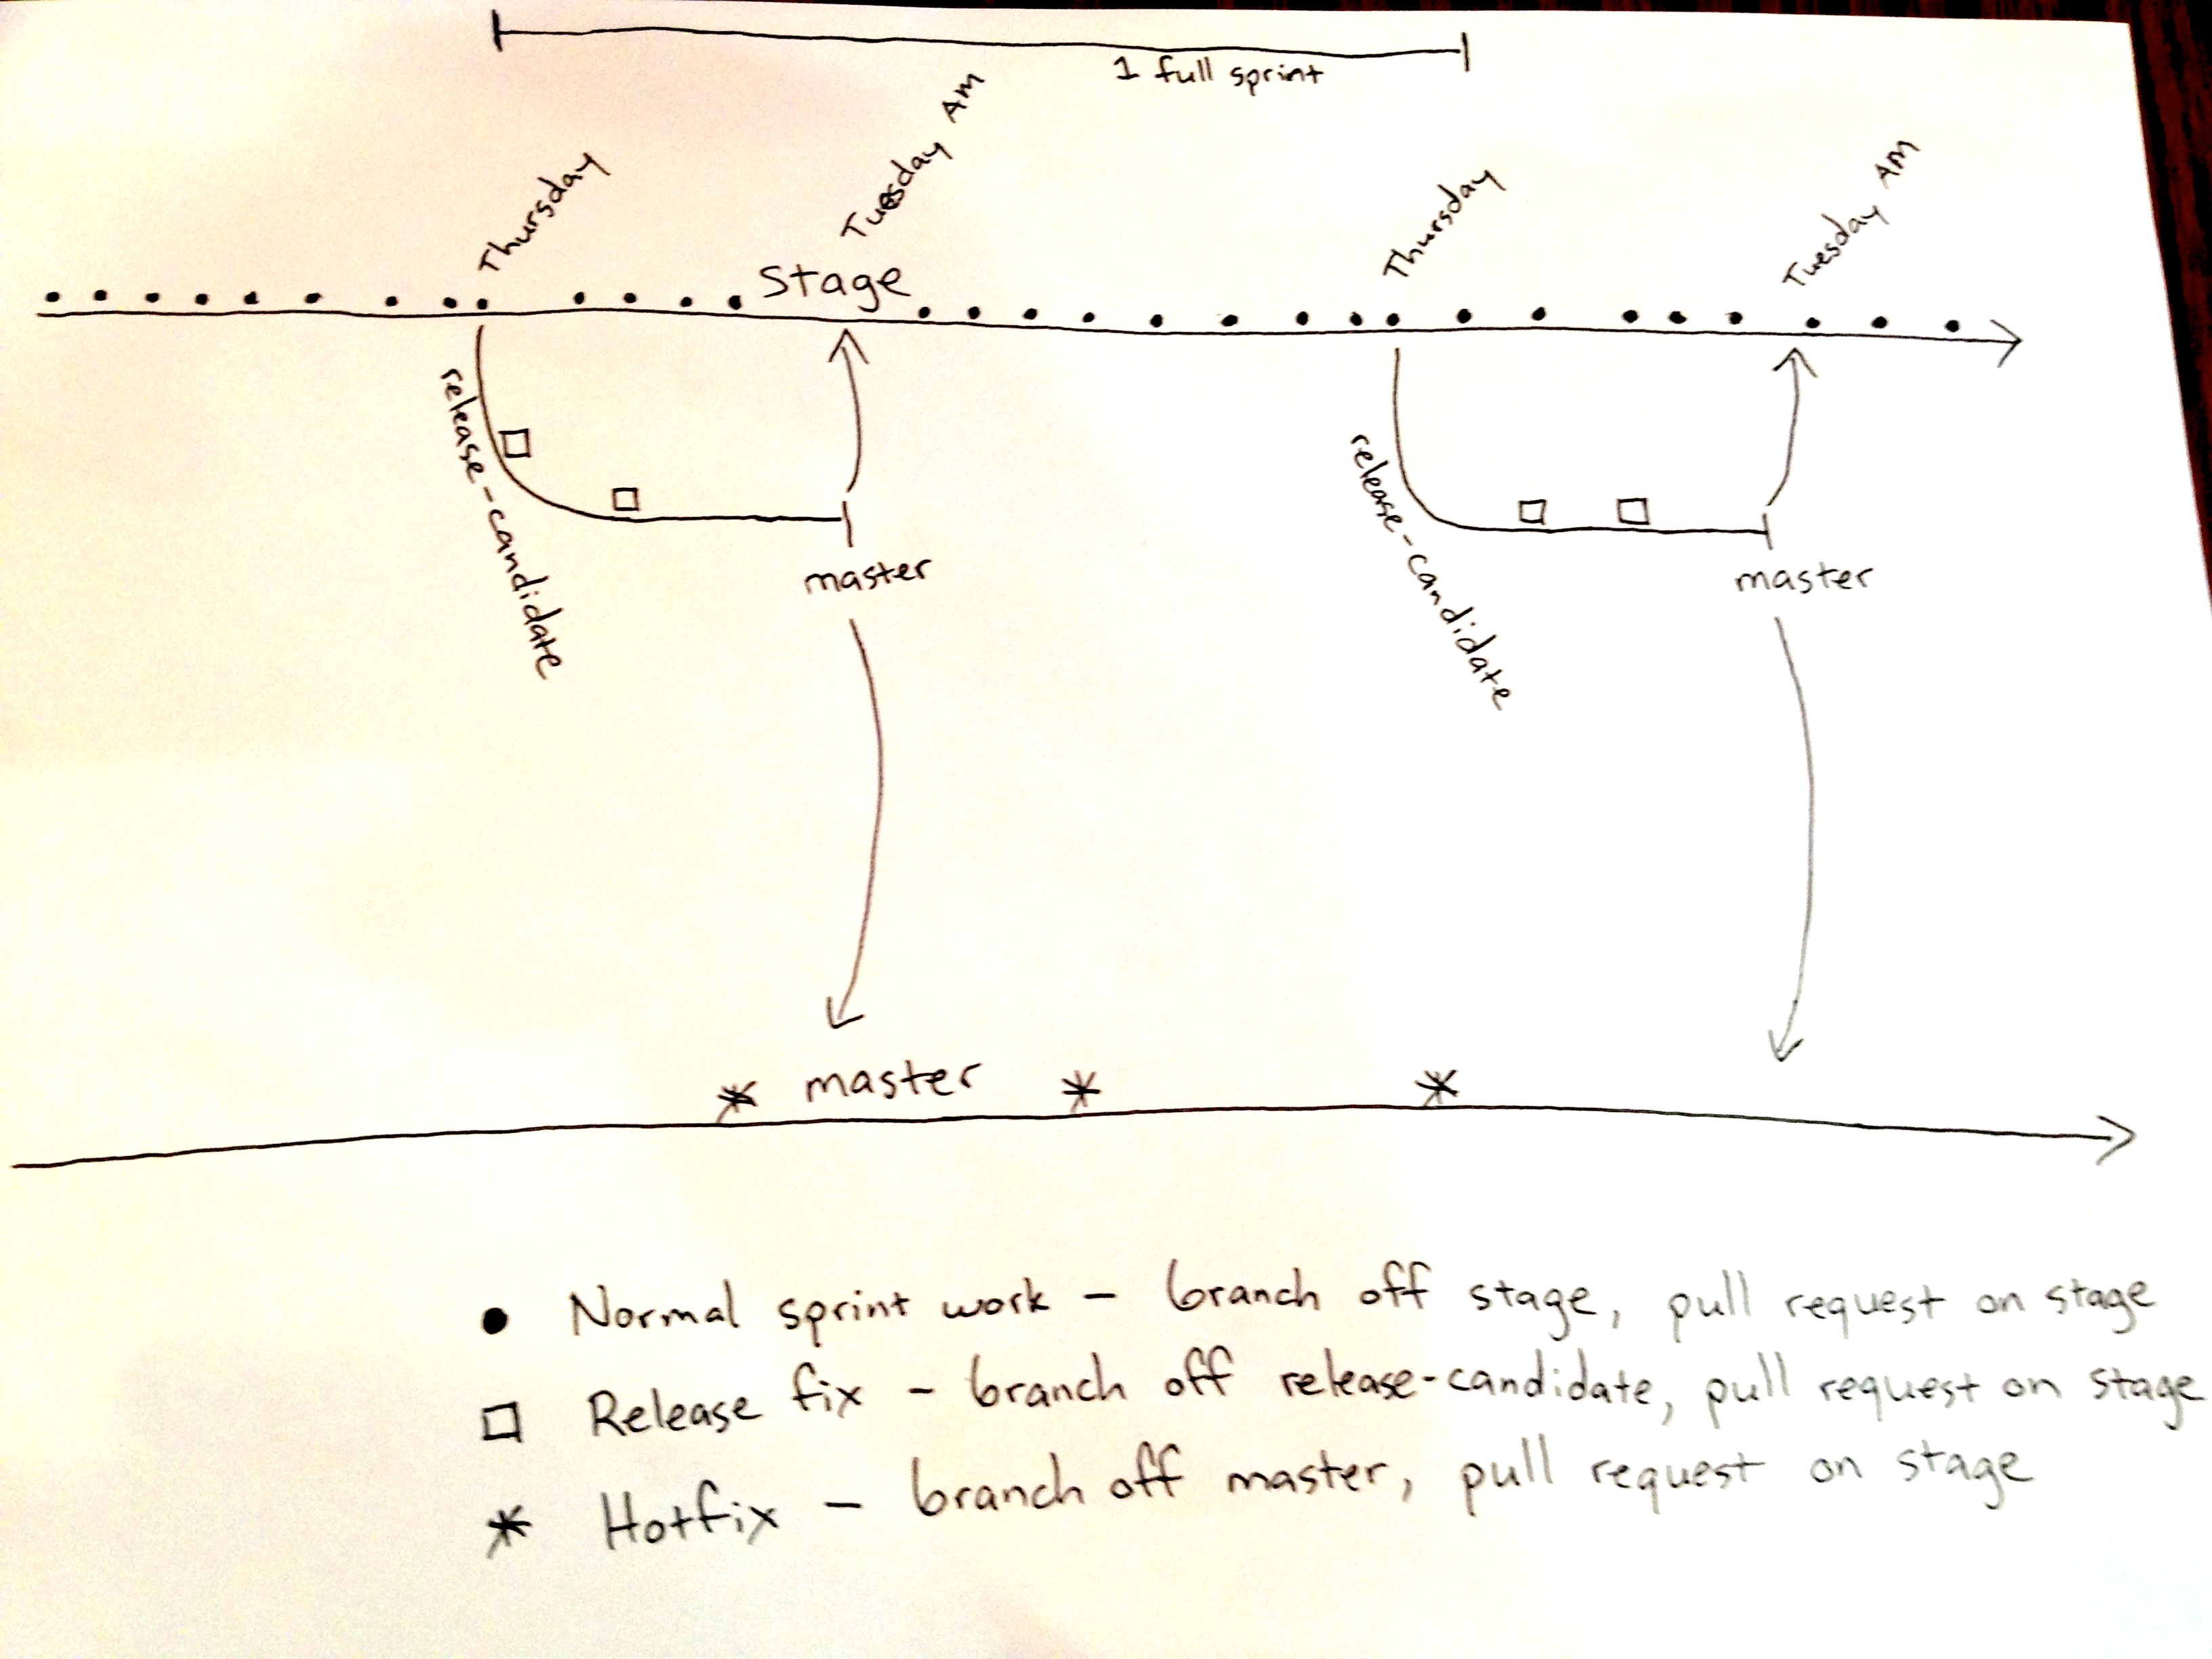 1 full sprint
Thursday
Tuesday AM
Thursday
Tuesday AM
Stage
release-candidate
release-candidate
master
master
master
Normal sprint work - branch off stage, pull request on stage
Release fix - branch off release-candidate, pull request on stage
Hotfix - branch off master, pull request on stage